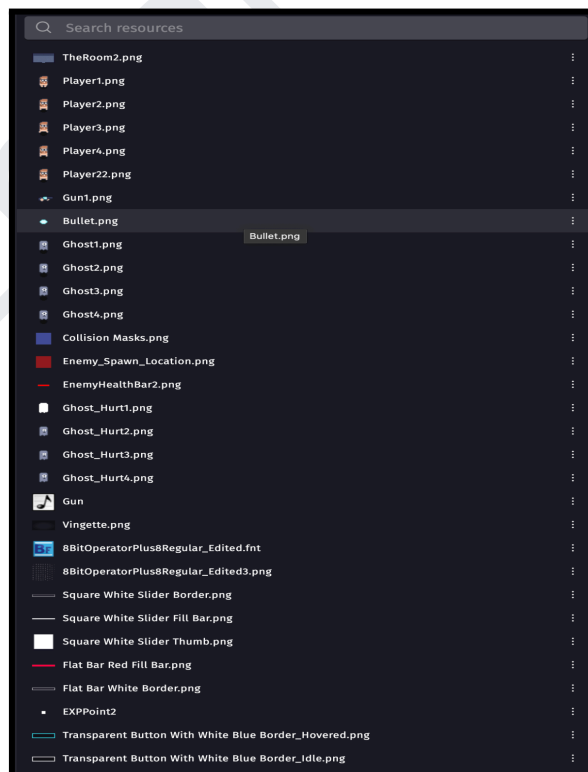 Search resources
TheRoom2.png
Player1.png
Player2.png
Player3.png
Player4.png
Player22.png
Gun1.png
Bullet.png
Bullet.png
Ghost1.png
Ghost2.png
Ghost3.png
Ghost4.png
Collision Masks.png
Enemy_Spawn_Location.png
EnemyHealthBar2.png
Ghost_Hurt1.png
Ghost_Hurt2.png
Ghost_Hurt3.png
Ghost_Hurt4.png
Gun
Vingette.png
BF 8BitOperatorPlus8Regular_Edited.fnt
8BitOperatorPlus8Regular_Edited3.png
Square White Slider Border.png
Square White Slider Fill Bar.png
Square White Slider Thumb.png
Flat Bar Red Fill Bar.png
Flat Bar White Border.png
EXPPoint2
Transparent Button With White Blue Border_Hovered.png
Transparent Button With White Blue Border_Idle.png